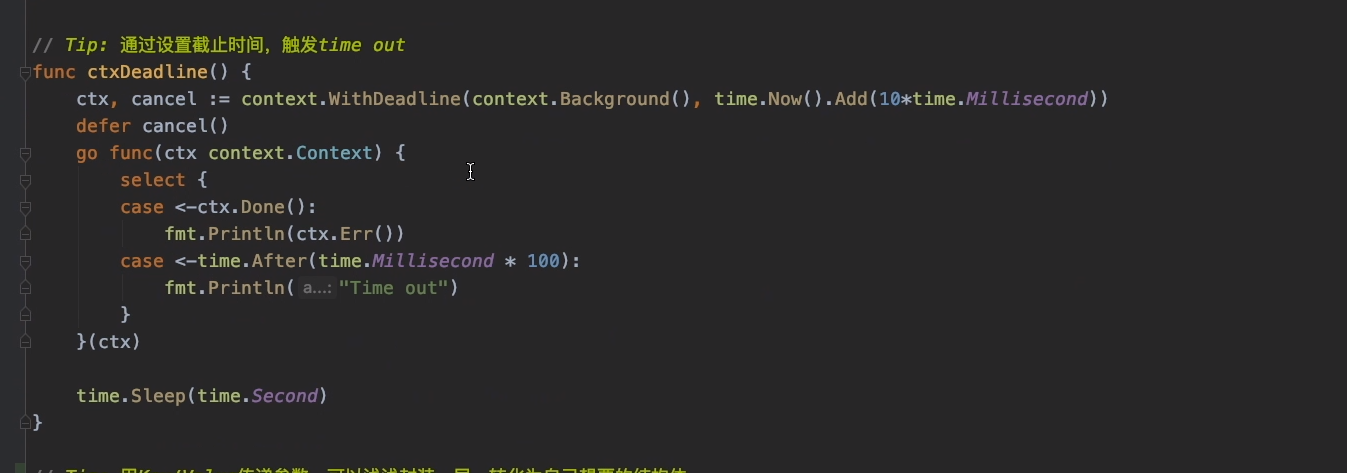 // Tip: 通过设置截止时间，触发time out
func ctxDeadline() {
    ctx, cancel := context.WithDeadline(context.Background(), time.Now().Add(10*time.Millisecond))
    defer cancel()
    go func(ctx context.Context) {
        select {
        case <-ctx.Done():
            fmt.Println(ctx.Err())
        case <-time.After(time.Millisecond * 100):
            fmt.Println( a...: "Time out")
        }
    }(ctx)
    time.Sleep(time.Second)
}